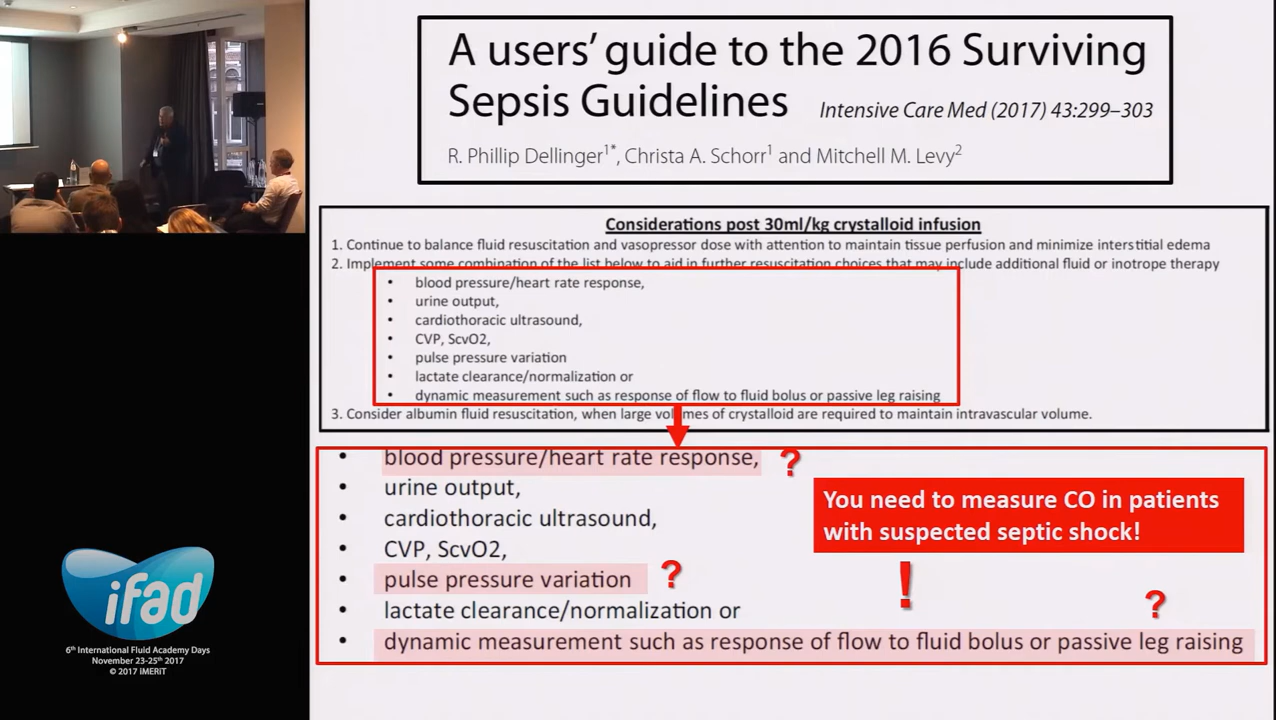 A users' guide to the 2016 Surviving
Sepsis Guidelines
Intensive Care Med (2017) 43:299–303
R. Phillip Dellinger1*, Christa A. Schorr1 and Mitchell M. Levy2
Considerations post 30ml/kg crystalloid infusion
1. Continue to balance fluid resuscitation and vasopressor dose with attention to maintain tissue perfusion and minimize interstitial edema
2. Implement some combination of the list below to aid in further resuscitation choices that may include additional fluid or inotrope therapy
• blood pressure/heart rate response,
• urine output,
• cardiothoracic ultrasound,
• CVP, ScvO2,
• pulse pressure variation
• lactate clearance/normalization or
• dynamic measurement such as response of flow to fluid bolus or passive leg raising
3. Consider albumin fluid resuscitation, when large volumes of crystalloid are required to maintain intravascular volume.
• blood pressure/heart rate response, ?
• urine output,
• cardiothoracic ultrasound,
• CVP, ScvO2,
• pulse pressure variation ?
• lactate clearance/normalization or
• dynamic measurement such as response of flow to fluid bolus or passive leg raising
?
You need to measure CO in patients
with suspected septic shock!
!
ifad
6th International Fluid Academy Days
November 23-25th 2017
© 2017 iMERiT